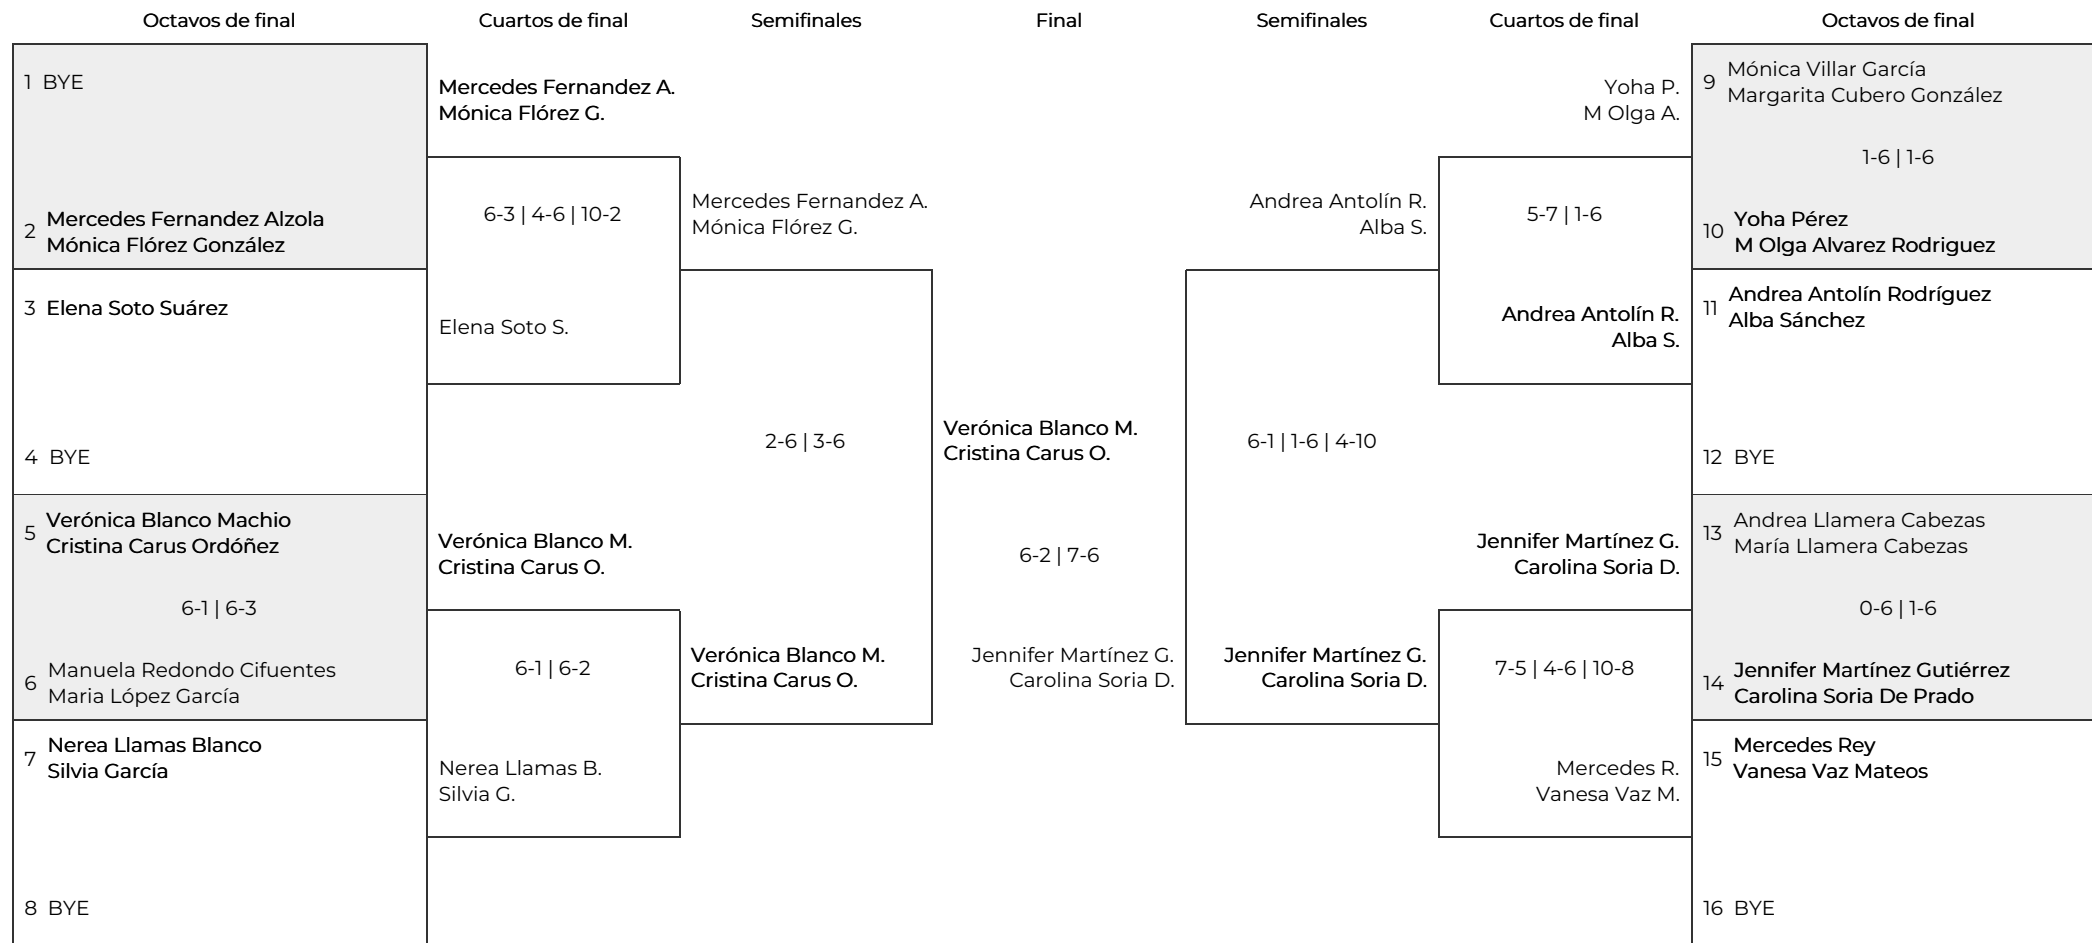 Octavos de final
Cuartos de final
Semifinales
Final
Semifinales
Cuartos de final
Octavos de final
1 BYE
2 Mercedes Fernandez Alzola
Mónica Flórez González
3 Elena Soto Suárez
4 BYE
5 Verónica Blanco Machio
Cristina Carus Ordóñez
6-1 | 6-3
6 Manuela Redondo Cifuentes
Maria López García
7 Nerea Llamas Blanco
Silvia García
8 BYE
Mercedes Fernandez A.
Mónica Flórez G.
6-3 | 4-6 | 10-2
Elena Soto S.
Verónica Blanco M.
Cristina Carus O.
6-1 | 6-2
Nerea Llamas B.
Silvia G.
Mercedes Fernandez A.
Mónica Flórez G.
2-6 | 3-6
Verónica Blanco M.
Cristina Carus O.
Verónica Blanco M.
Cristina Carus O.
6-2 | 7-6
Jennifer Martínez G.
Carolina Soria D.
Andrea Antolín R.
Alba S.
6-1 | 1-6 | 4-10
Jennifer Martínez G.
Carolina Soria D.
Yoha P.
M Olga A.
5-7 | 1-6
Andrea Antolín R.
Alba S.
Jennifer Martínez G.
Carolina Soria D.
7-5 | 4-6 | 10-8
Mercedes R.
Vanesa Vaz M.
9 Mónica Villar García
Margarita Cubero González
1-6 | 1-6
10 Yoha Pérez
M Olga Alvarez Rodriguez
11 Andrea Antolín Rodríguez
Alba Sánchez
12 BYE
13 Andrea Llamera Cabezas
María Llamera Cabezas
0-6 | 1-6
14 Jennifer Martínez Gutiérrez
Carolina Soria De Prado
15 Mercedes Rey
Vanesa Vaz Mateos
16 BYE